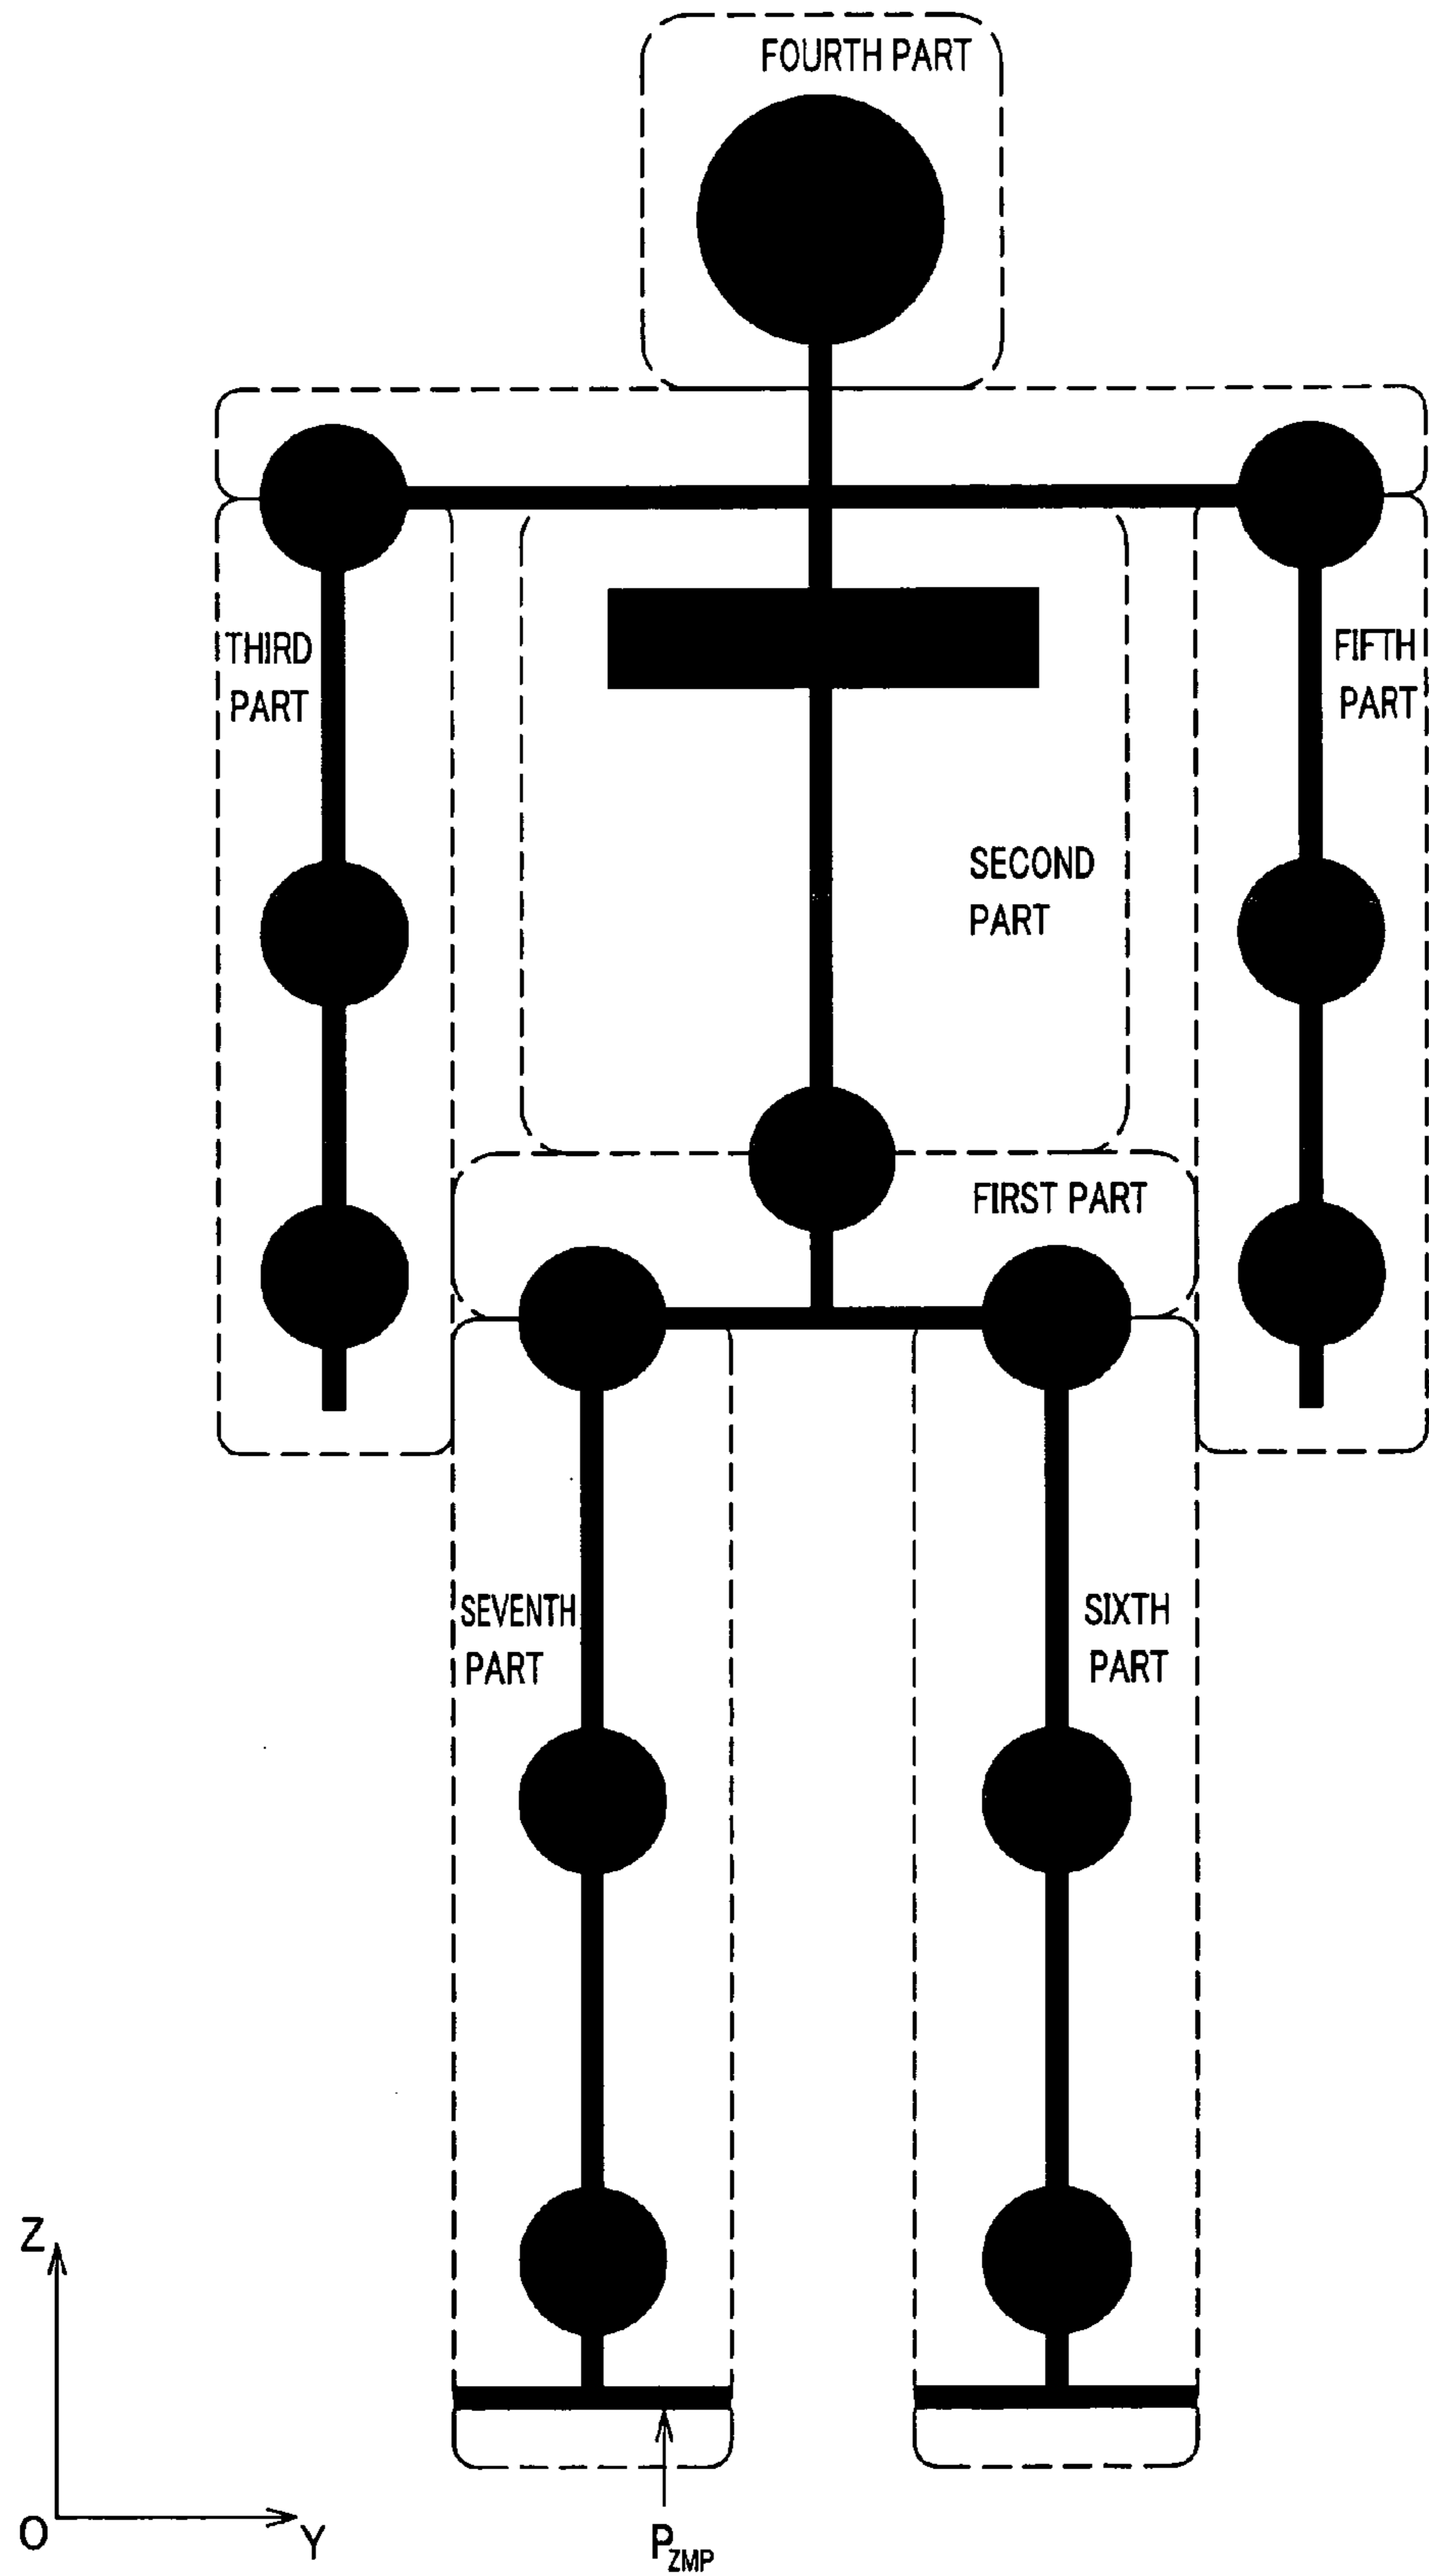 FOURTH PART
THIRD
PART
FIFTH
PART
SECOND
PART
FIRST PART
SEVENTH
PART
SIXTH
PART
Z
O
Y
PZMP